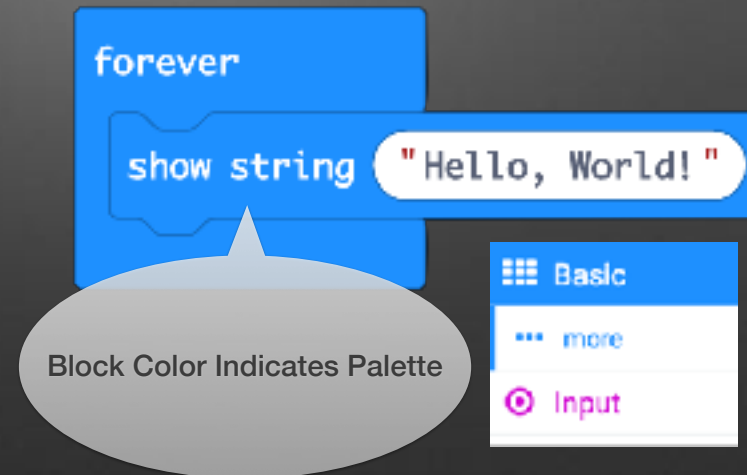 forever
show string "Hello, World!"
Block Color Indicates Palette
Basic
more
Input